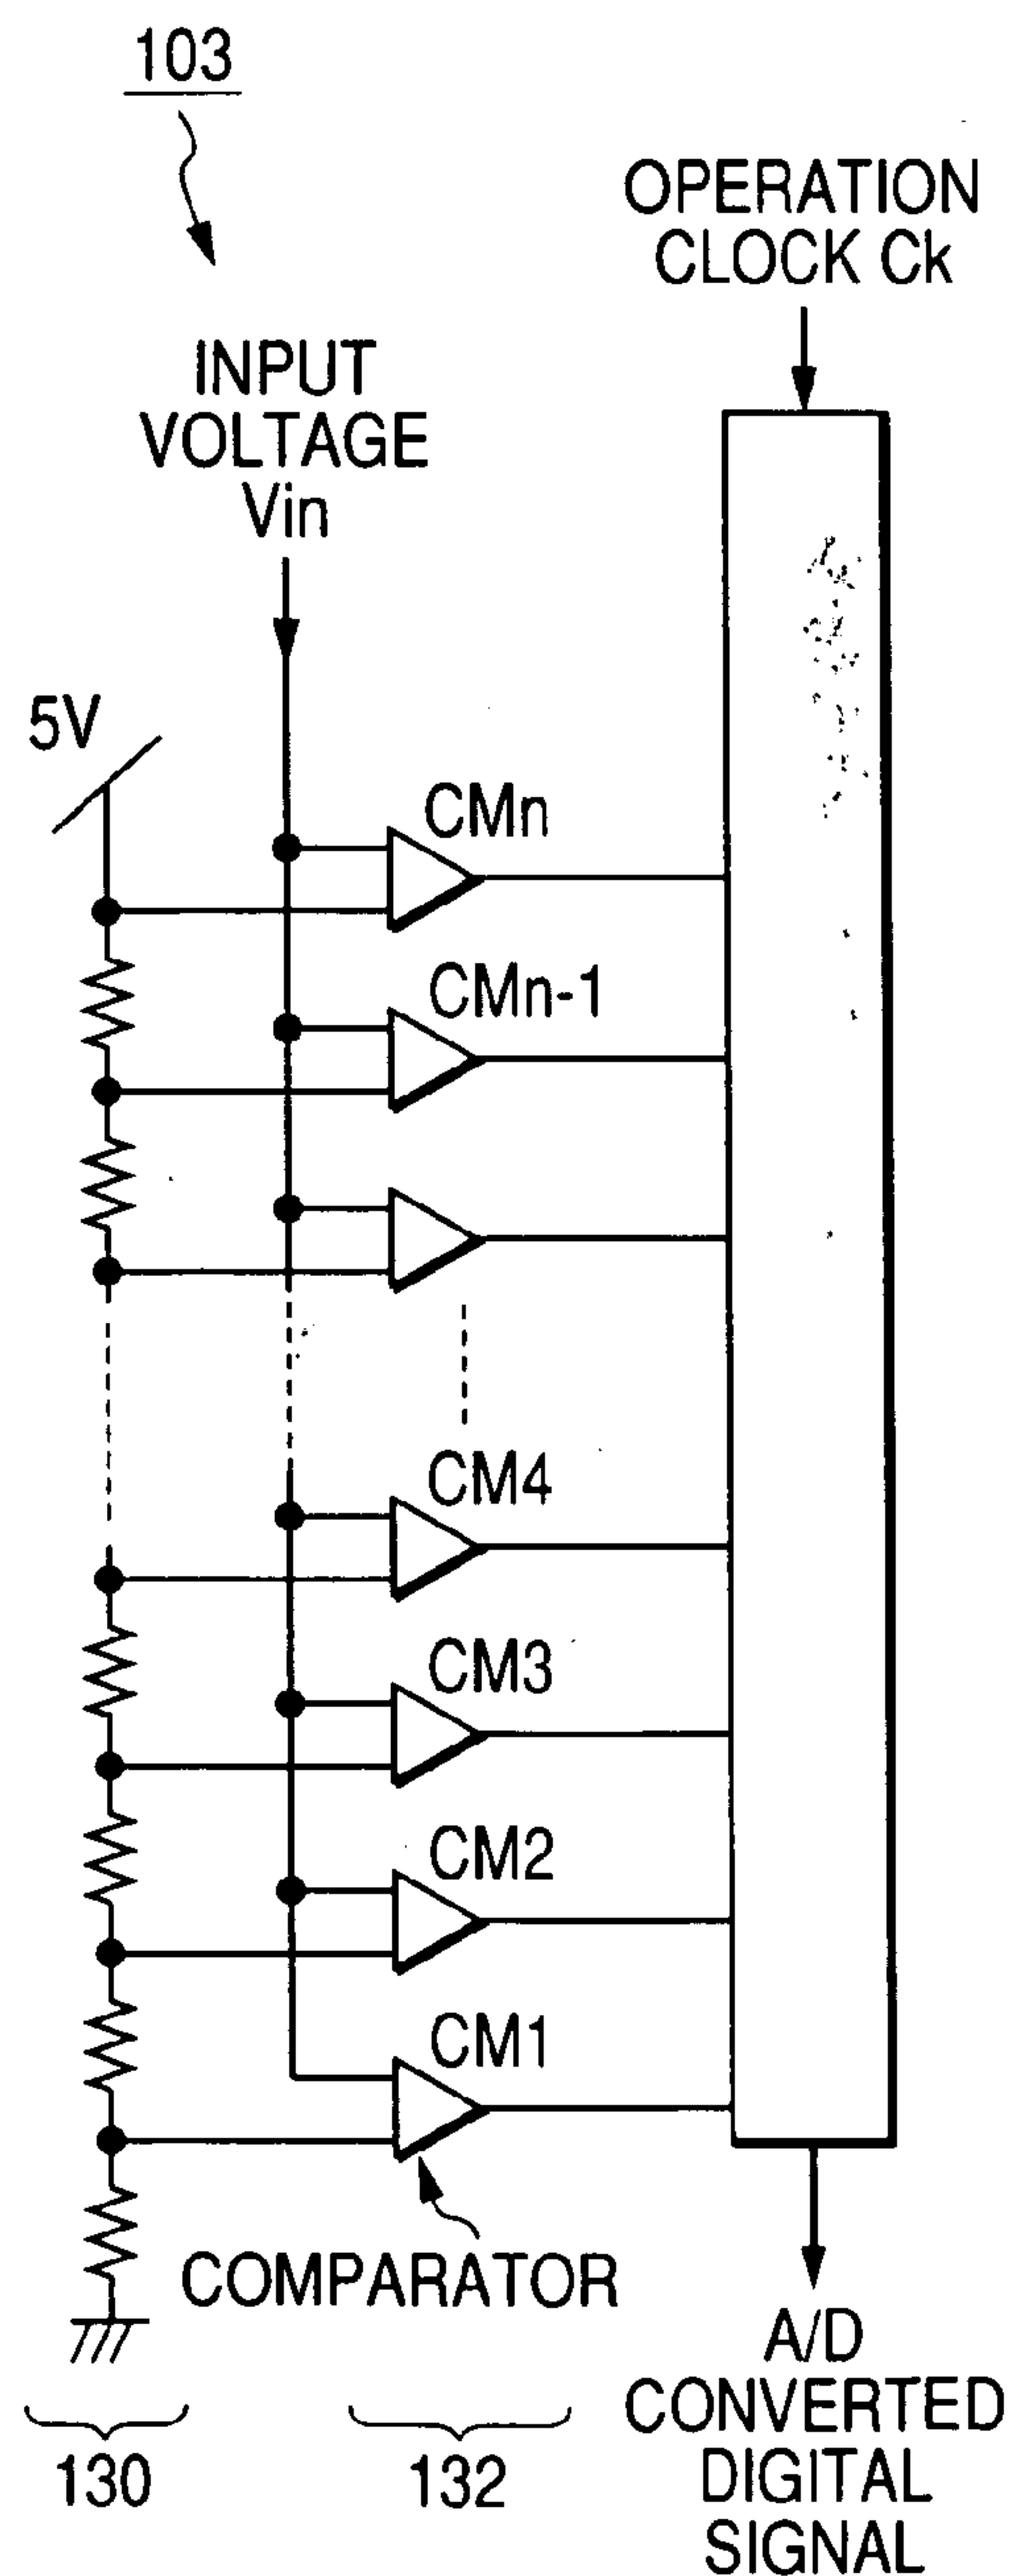 103
OPERATION
CLOCK Ck
INPUT
VOLTAGE
Vin
5V
CMn
CMn-1
CM4
CM3
CM2
CM1
COMPARATOR
A/D
CONVERTED
DIGITAL
SIGNAL
130
132